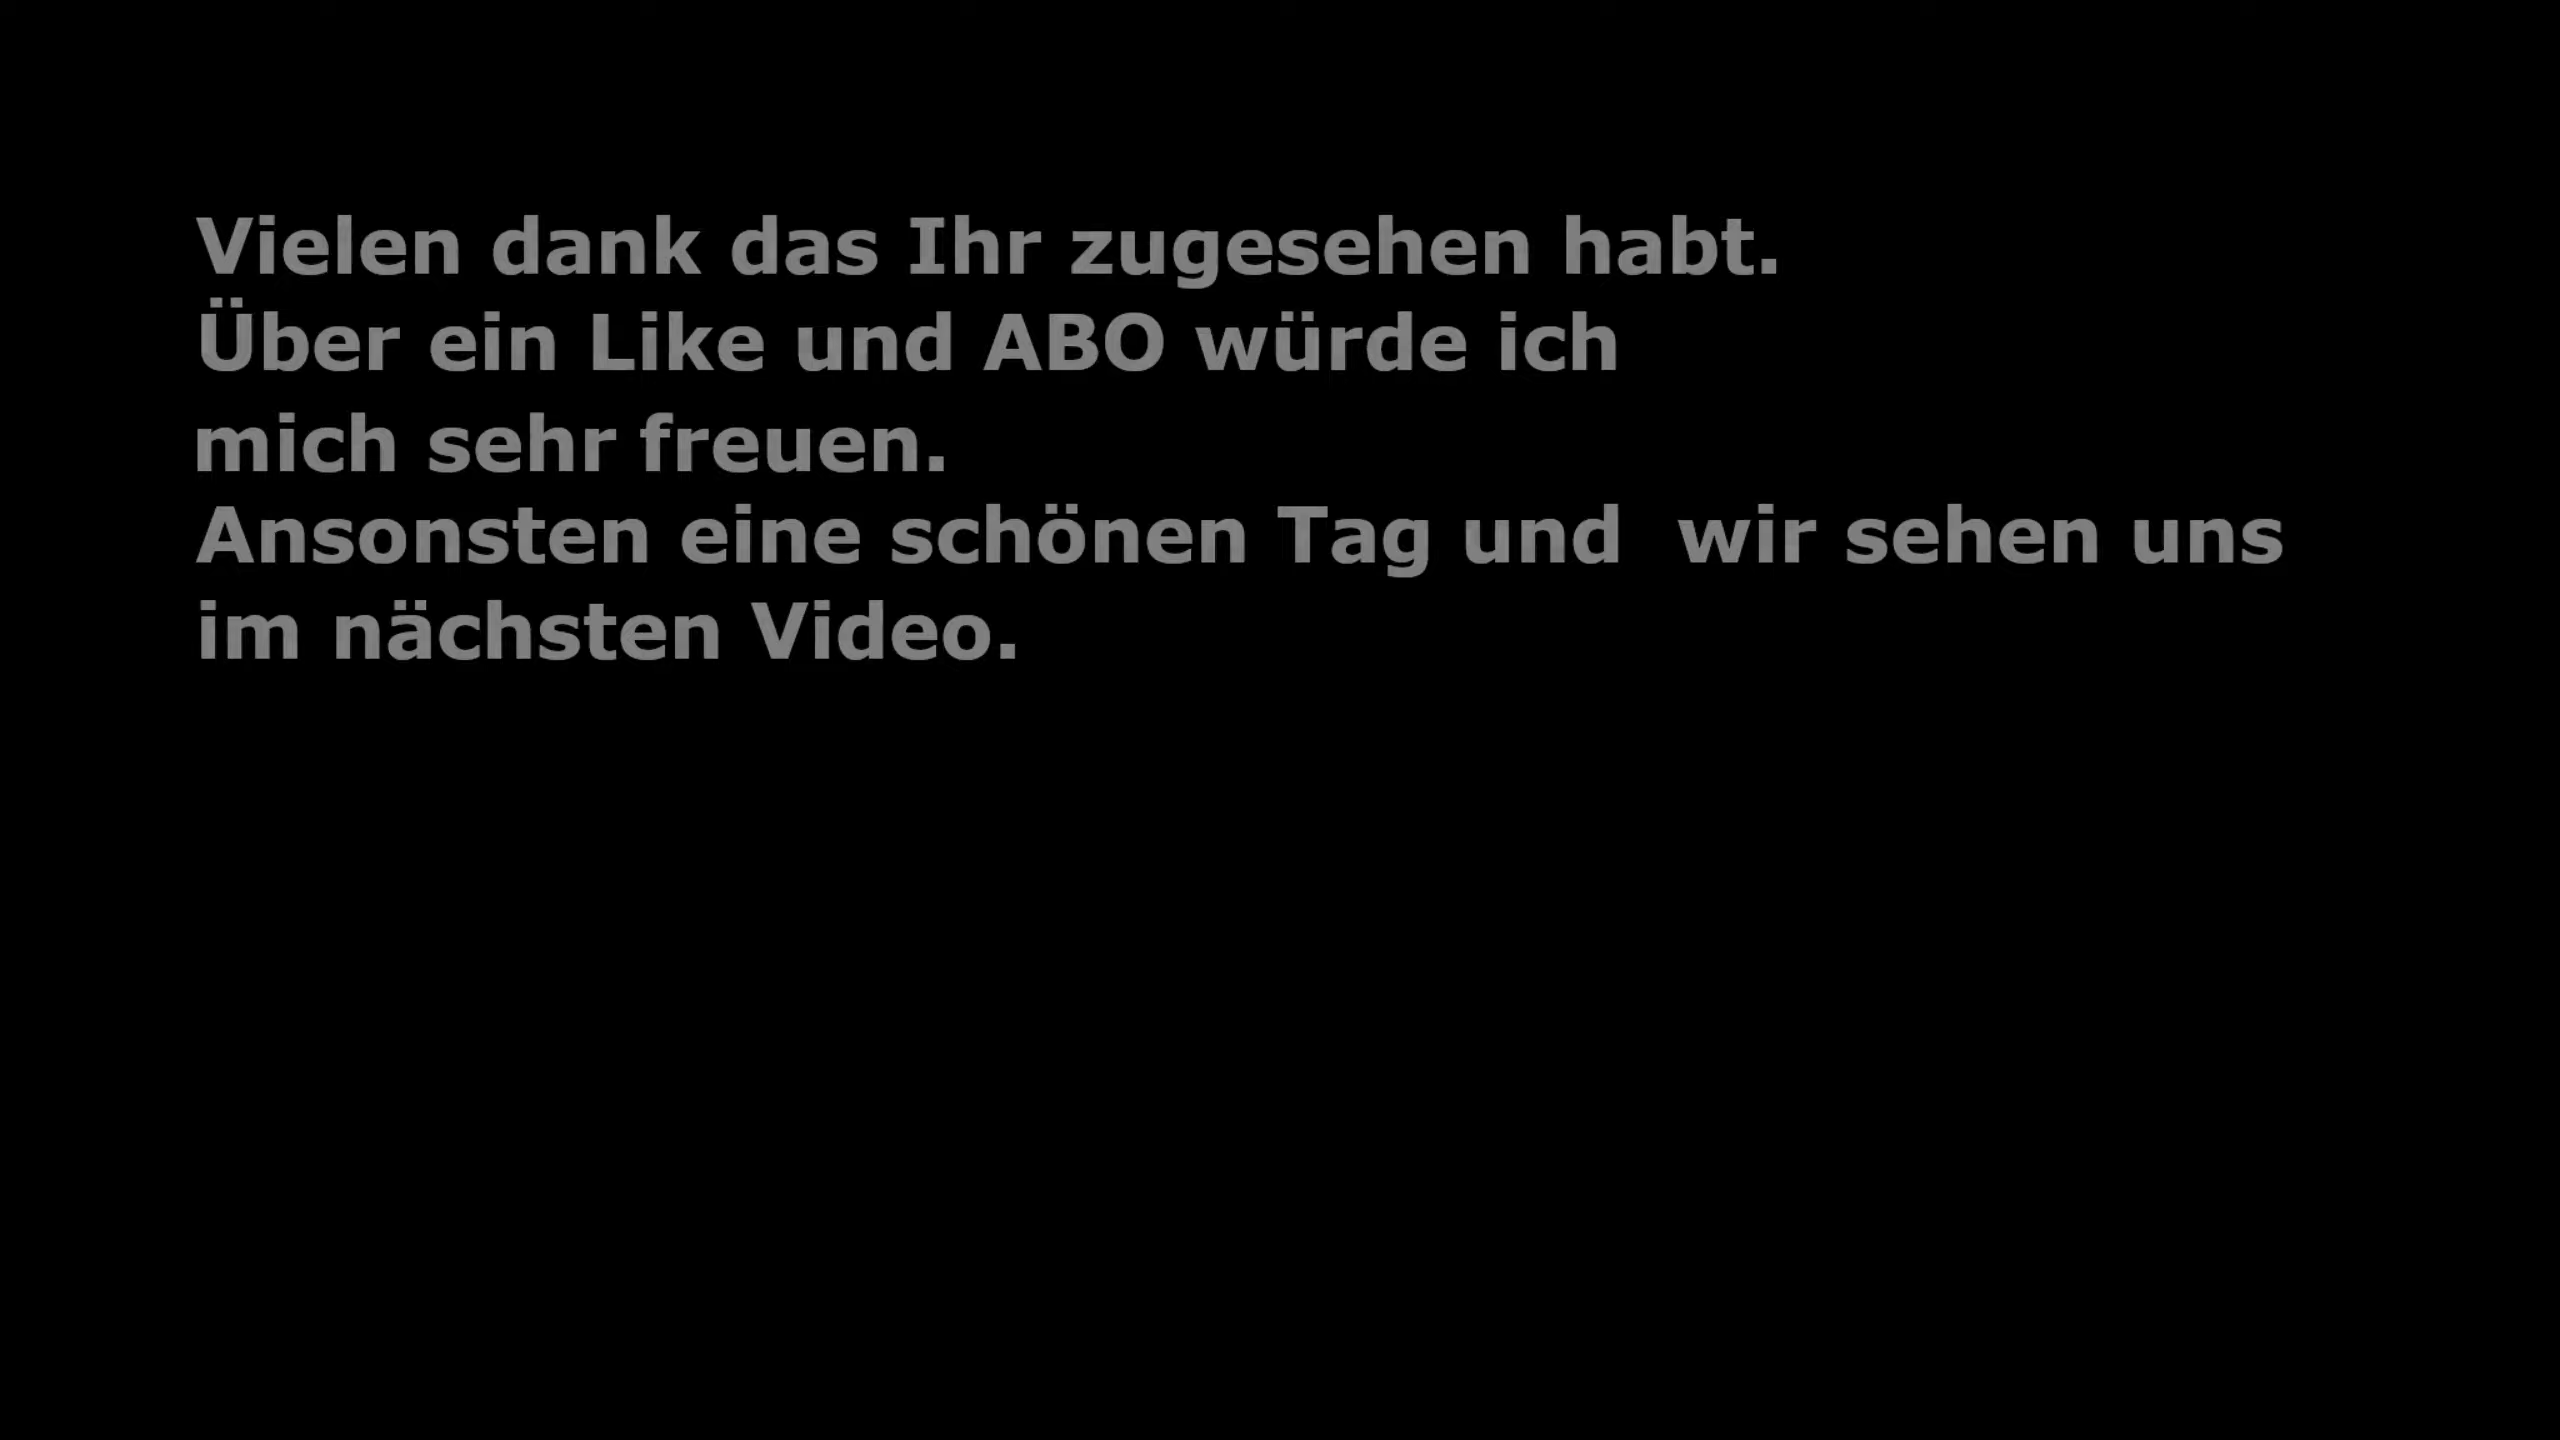 Vielen dank das Ihr zugesehen habt.
Über ein Like und ABO würde ich
mich sehr freuen.
Ansonsten eine schönen Tag und  wir sehen uns
im nächsten Video.